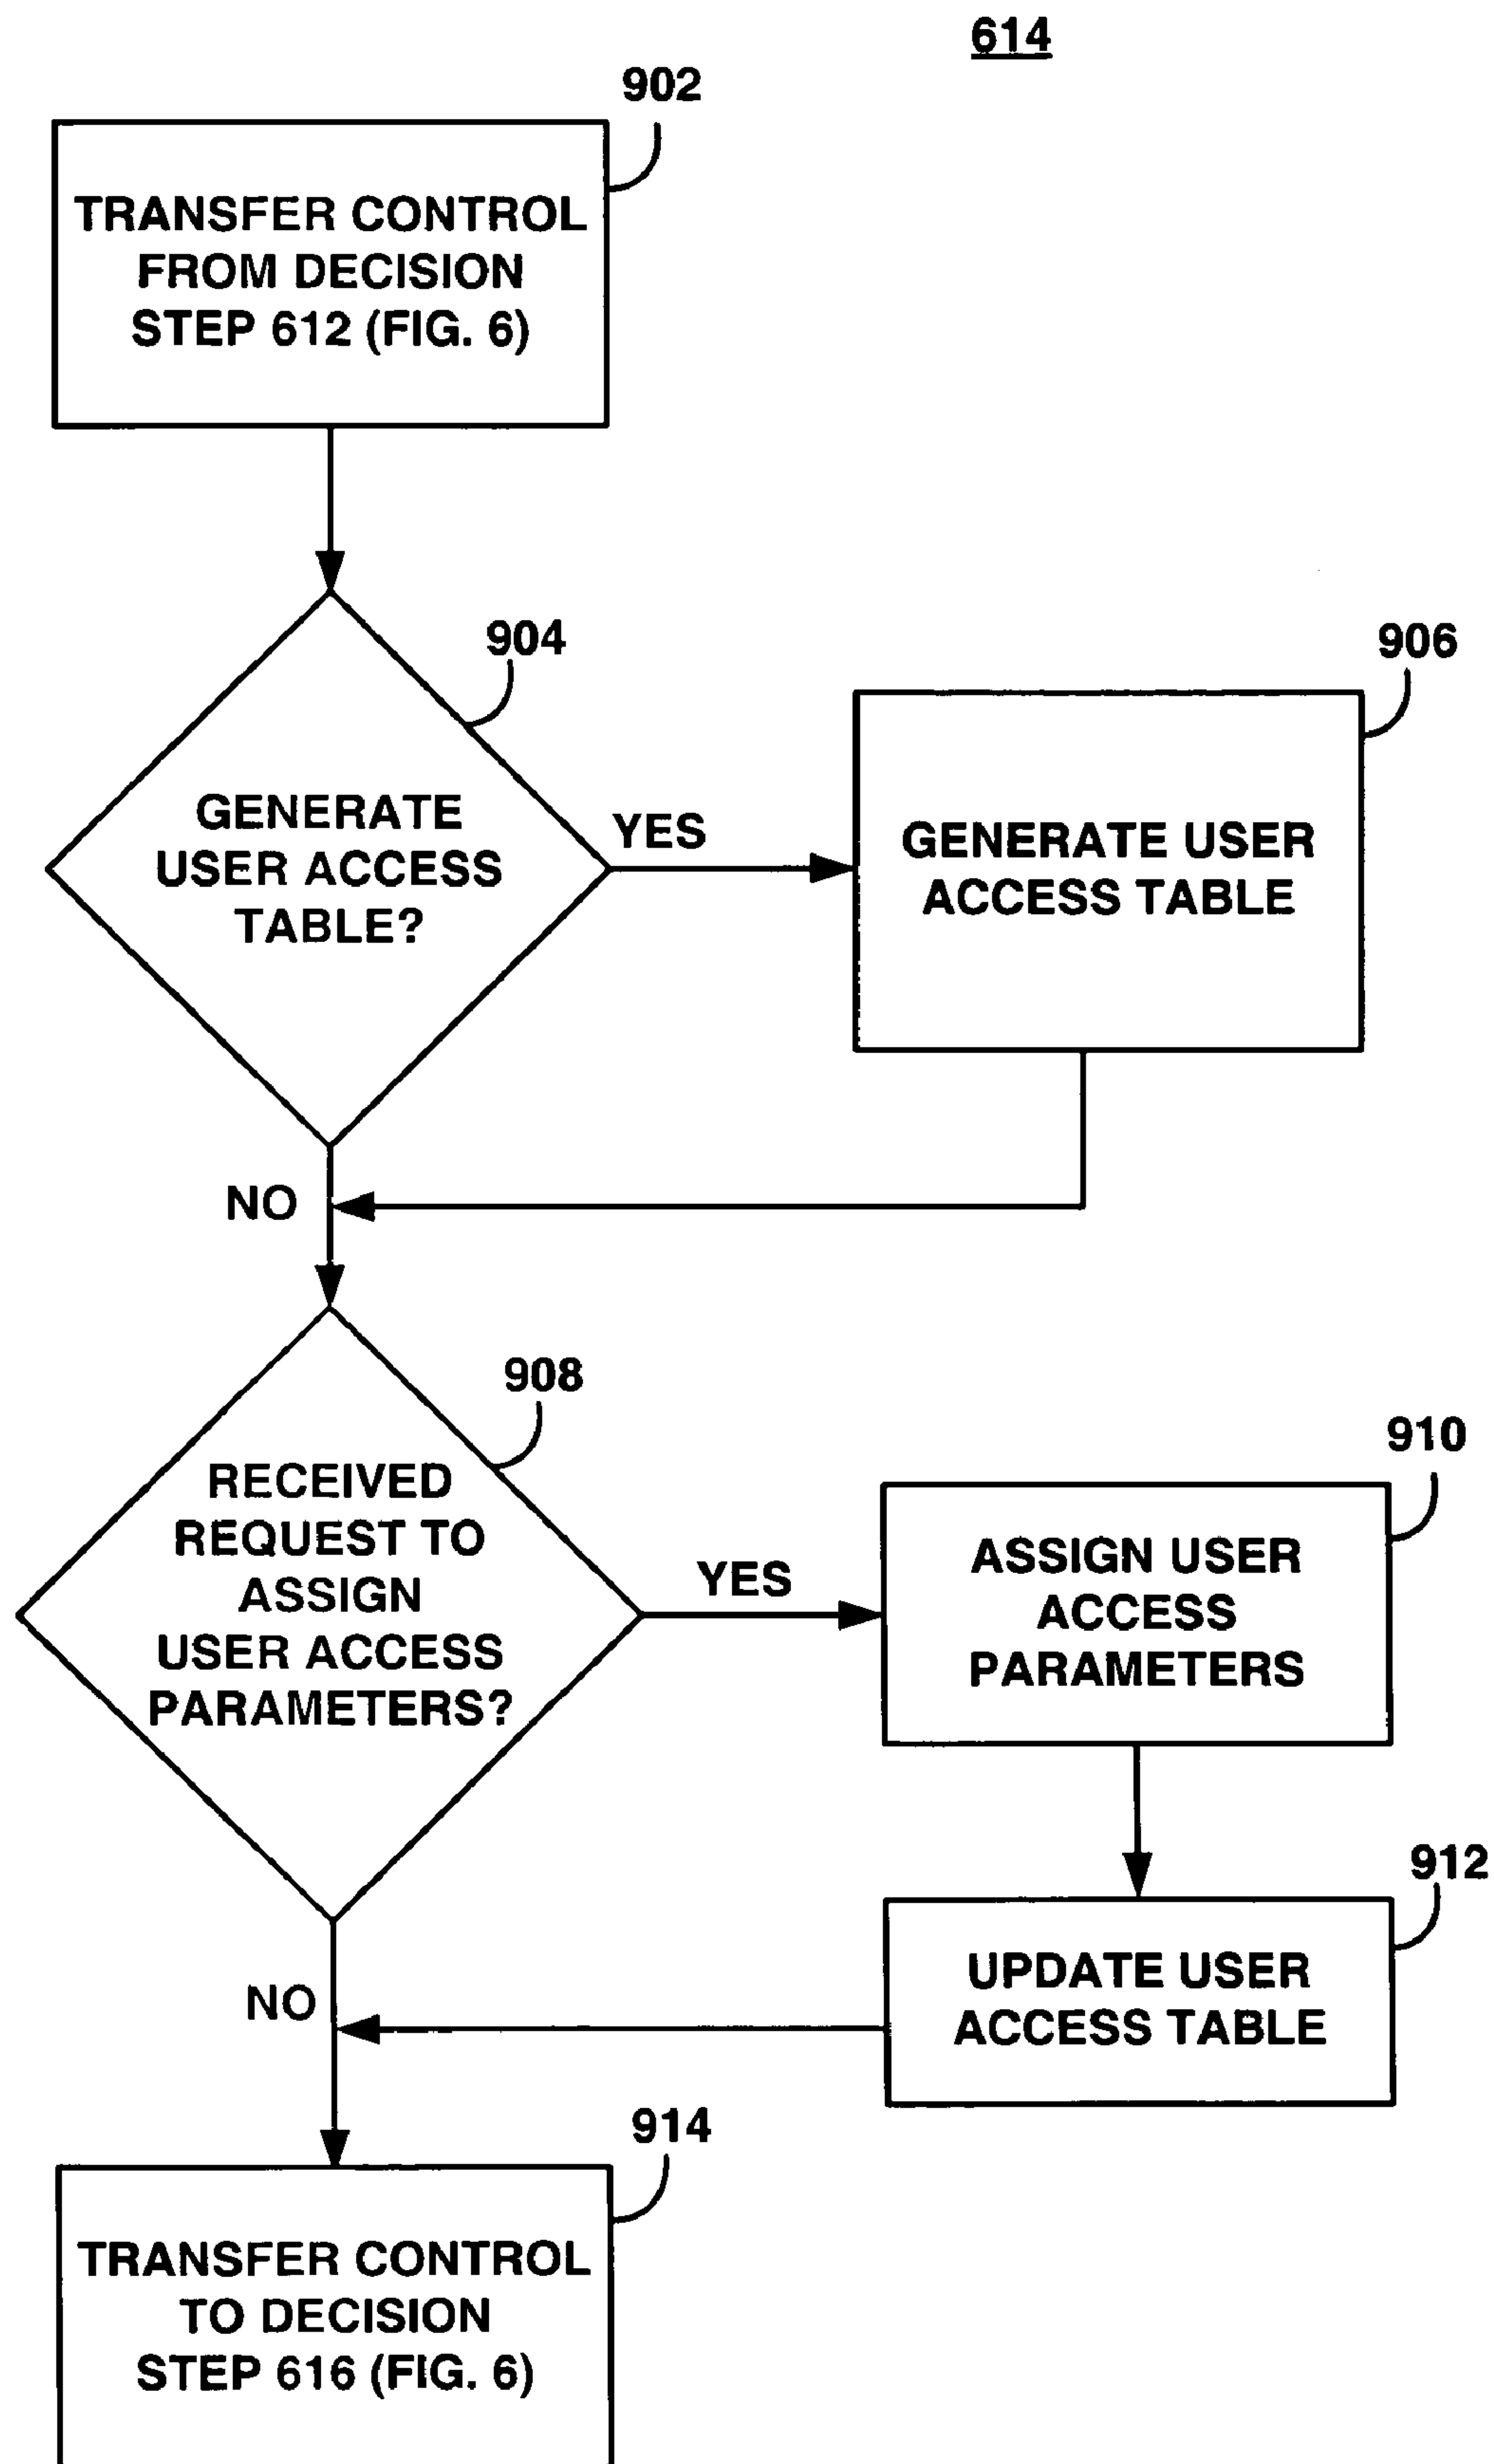 614
902
TRANSFER CONTROL
FROM DECISION
STEP 612 (FIG. 6)
904
GENERATE
USER ACCESS
TABLE?
YES
906
GENERATE USER
ACCESS TABLE
NO
908
RECEIVED
REQUEST TO
ASSIGN
USER ACCESS
PARAMETERS?
YES
910
ASSIGN USER
ACCESS
PARAMETERS
912
UPDATE USER
ACCESS TABLE
NO
914
TRANSFER CONTROL
TO DECISION
STEP 616 (FIG. 6)